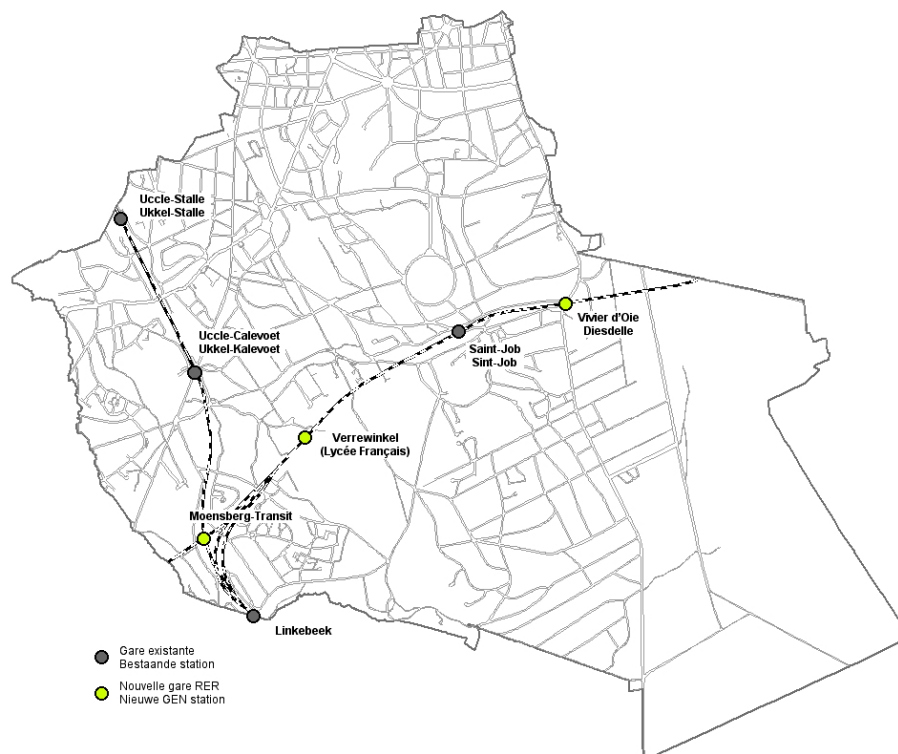 Uccle-Stalle
Ukkel-Stalle
Uccle-Calevoet
Ukkel-Kalevoet
Vivier d'Oie
Diesdelle
Saint-Job
Sint-Job
Verrewinkel
(Lycée Français)
Moensberg-Transit
Linkebeek
Gare existante
Bestaande station
Nouvelle gare RER
Nieuwe GEN station